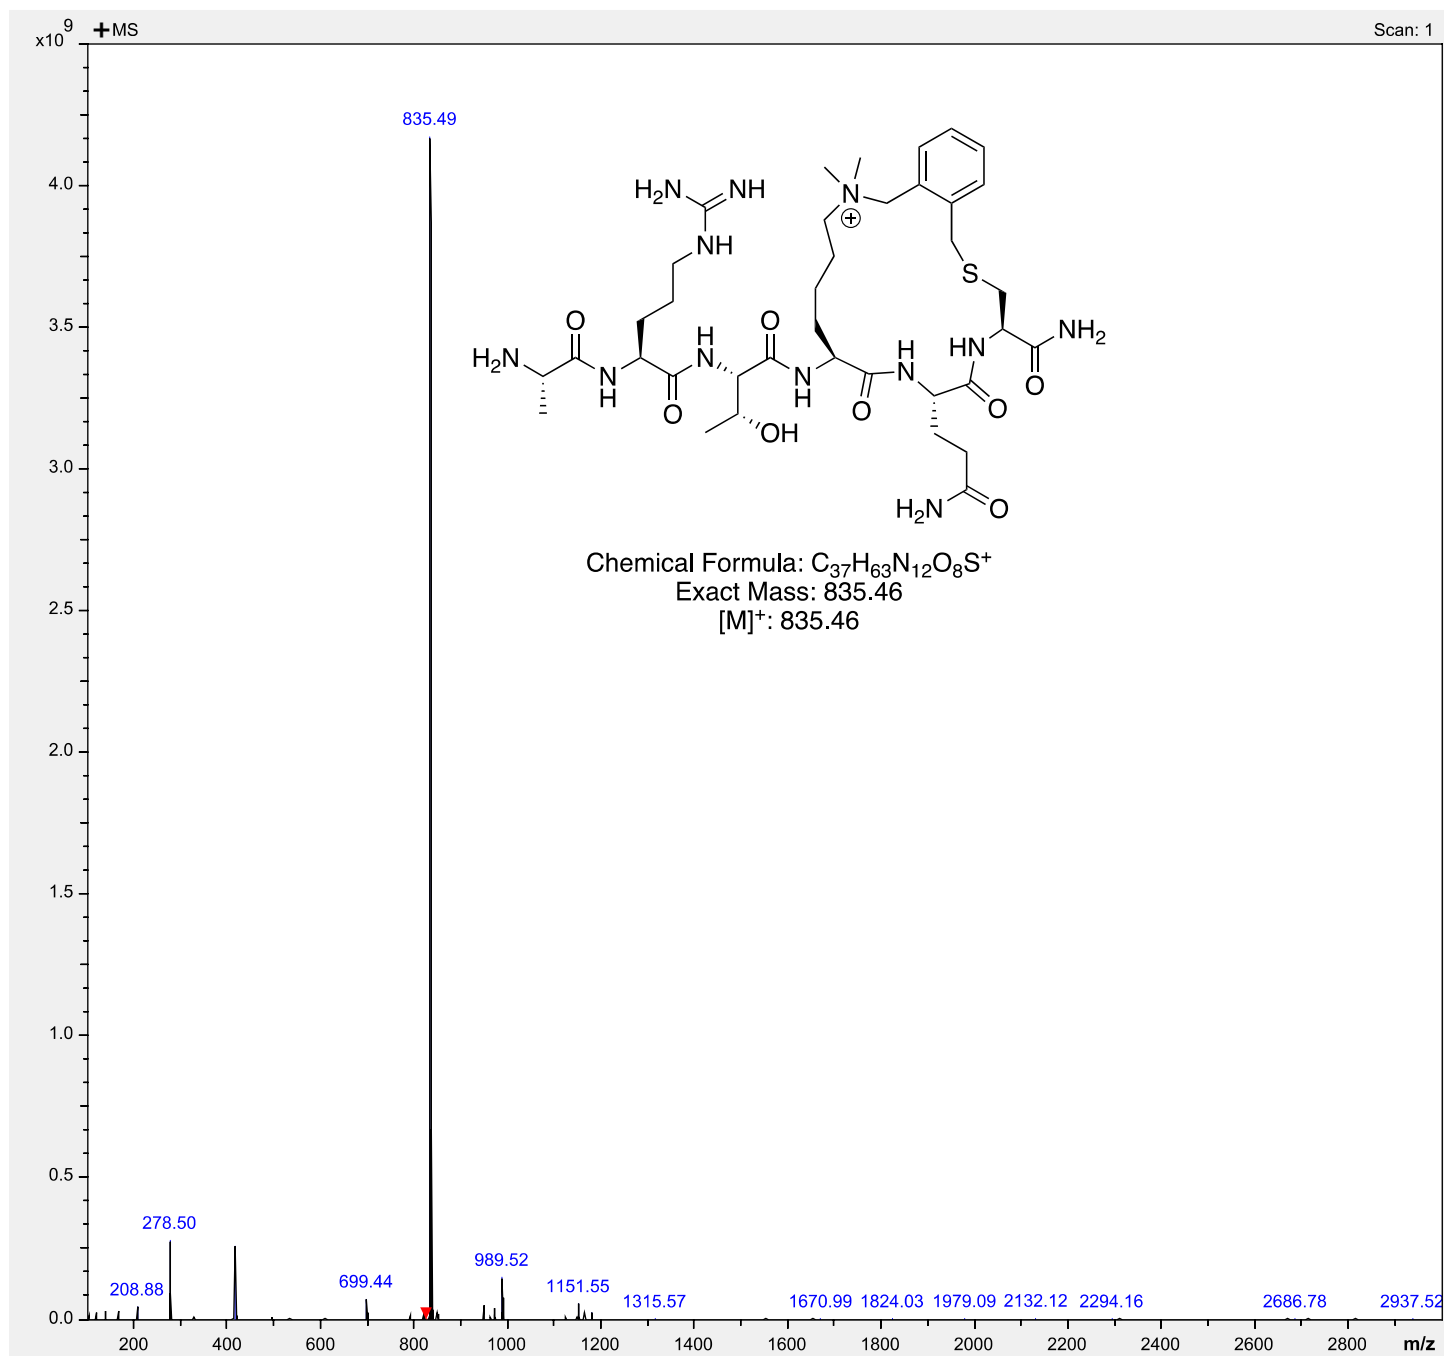 x10⁹ +MS Scan: 1
835.49
4.0
3.5
3.0
2.5
2.0
1.5
1.0
0.5
0.0
H₂N NH
NH
N
+
S
O H O H HN NH₂
H₂N N N N
H O OH O O O
H₂N O
Chemical Formula: C₃₇H₆₃N₁₂O₈S⁺
Exact Mass: 835.46
[M]⁺: 835.46
278.50
208.88
699.44
989.52
1151.55
1315.57 1670.99 1824.03 1979.09 2132.12 2294.16 2686.78 2937.52
200 400 600 800 1000 1200 1400 1600 1800 2000 2200 2400 2600 2800 m/z